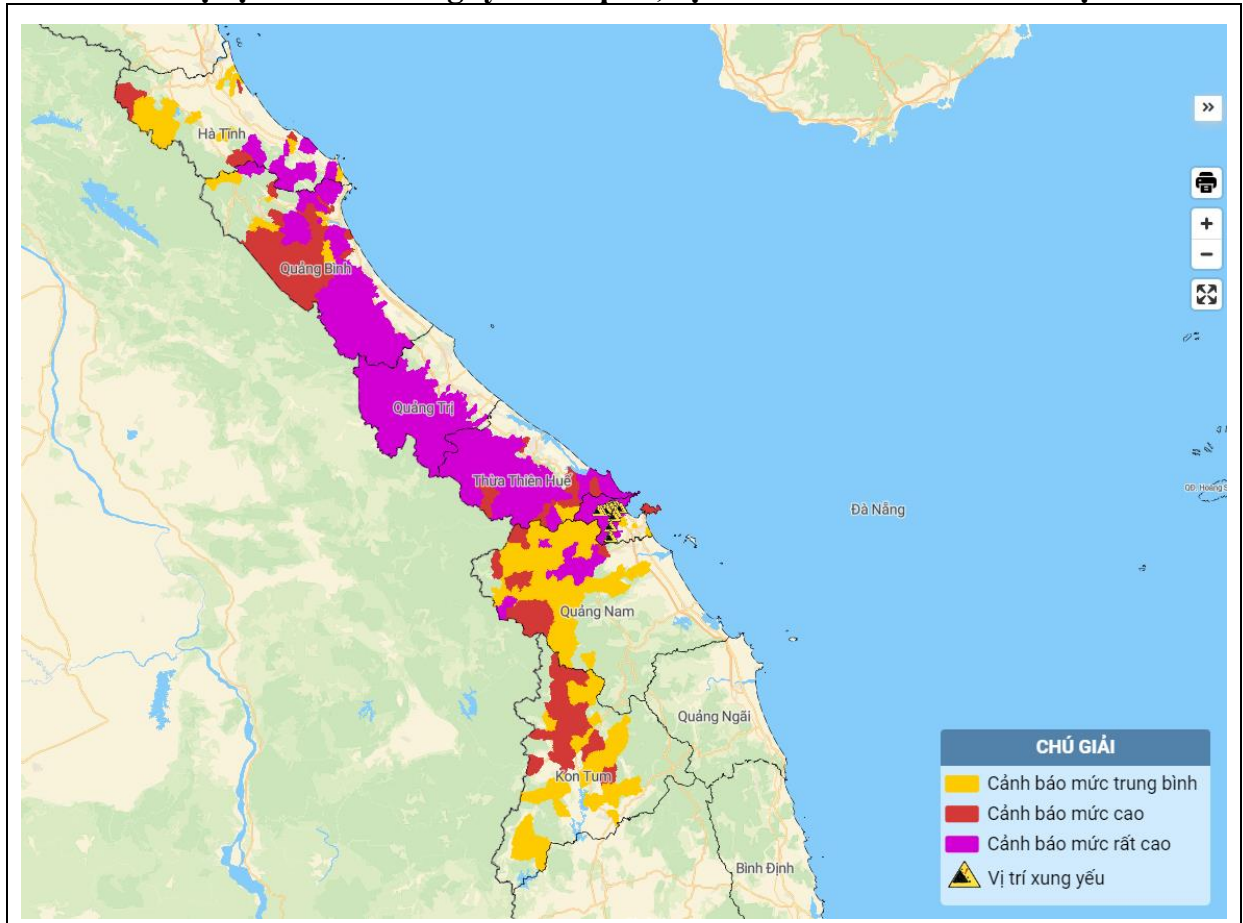 Hà Tĩnh
Quảng Bình
Quảng Trị
Thừa Thiên Huế
QĐ. Hoàng S
Đà Nẵng
Quảng Nam
Quảng Ngãi
Kon Tum
Bình Định
»
+
−
CHÚ GIẢI
Cảnh báo mức trung bình
Cảnh báo mức cao
Cảnh báo mức rất cao
Vị trí xung yếu